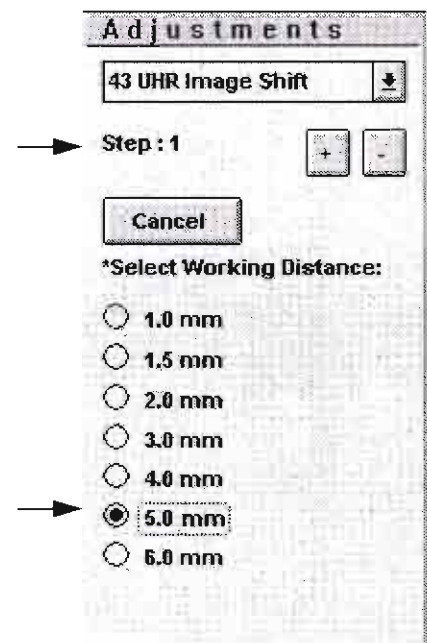 Adjustments
43 UHR Image Shift
Step : 1 + -
Cancel
*Select Working Distance:
1.0 mm
1.5 mm
2.0 mm
3.0 mm
4.0 mm
5.0 mm
6.0 mm